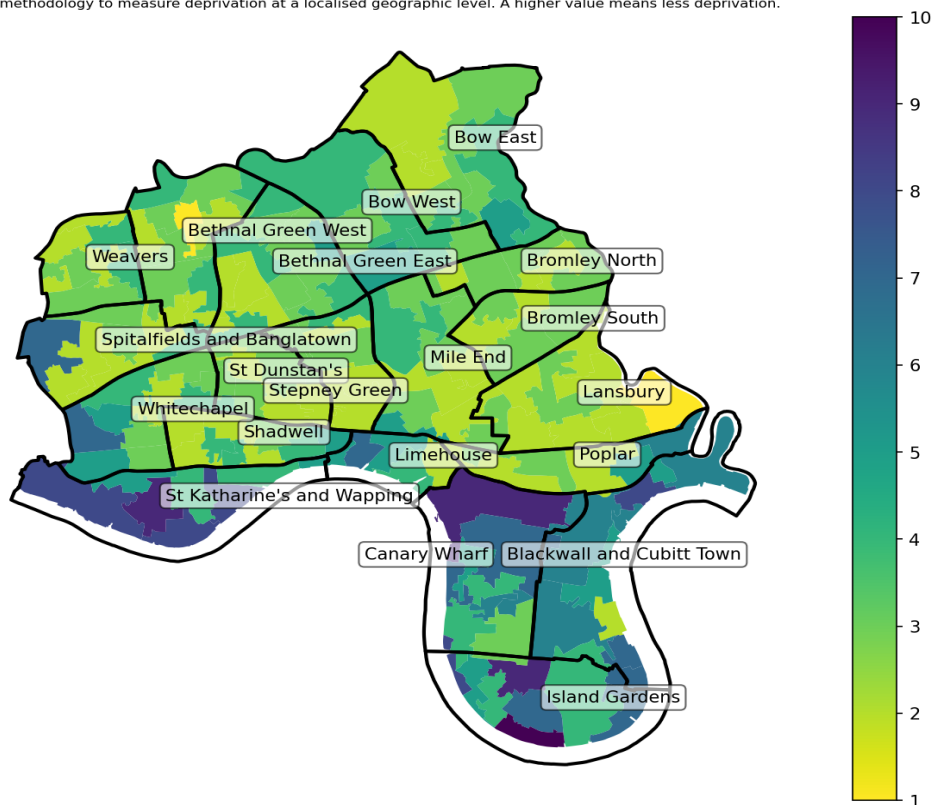 methodology to measure deprivation at a localised geographic level. A higher value means less deprivation.
10
Bow East
9
Bow West
8
Bethnal Green West
Weavers
Bethnal Green East
Bromley North
7
Bromley South
Spitalfields and Banglatown
Mile End
St Dunstan's
6
Stepney Green
Lansbury
Whitechapel
Shadwell
Limehouse
Poplar
5
St Katharine's and Wapping
4
Canary Wharf
Blackwall and Cubitt Town
3
Island Gardens
2
1